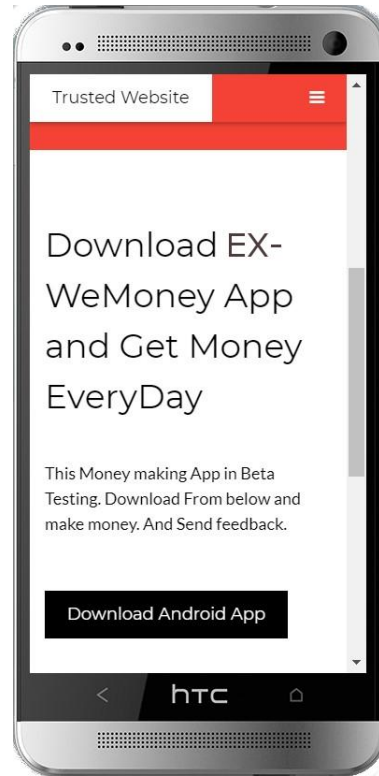 Trusted Website
Download EX-
WeMoney App
and Get Money
EveryDay
This Money making App in Beta
Testing. Download From below and
make money. And Send feedback.
Download Android App
hTC